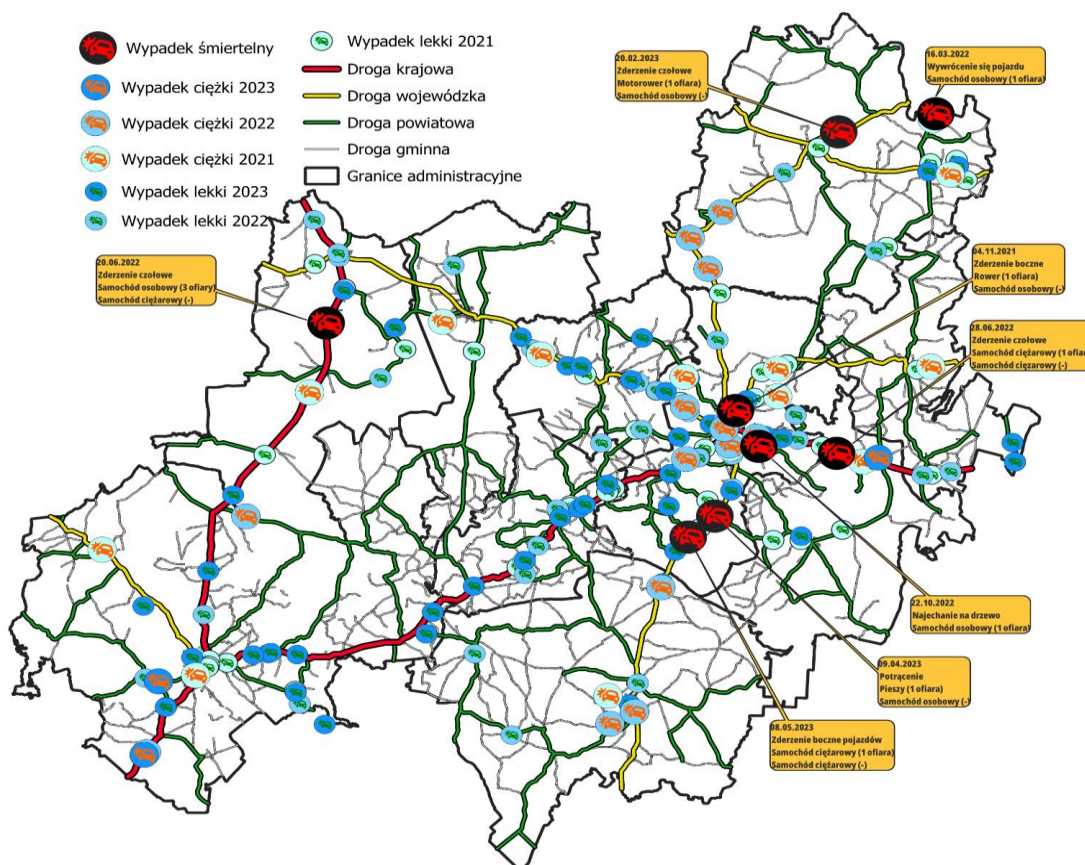 Wypadek śmiertelny
Wypadek ciężki 2023
Wypadek ciężki 2022
Wypadek ciężki 2021
Wypadek lekki 2023
Wypadek lekki 2022
Wypadek lekki 2021
Droga krajowa
Droga wojewódzka
Droga powiatowa
Droga gminna
Granice administracyjne
20.02.2023
Zderzenie czołowe
Motorower (1 ofiara)
Samochód osobowy (-)
16.03.2022
Wywrócenie się pojazdu
Samochód osobowy (1 ofiara)
20.06.2022
Zderzenie czołowe
Samochód osobowy (3 ofiary)
Samochód ciężarowy (-)
04.11.2021
Zderzenie boczne
Rower (1 ofiara)
Samochód osobowy (-)
28.06.2022
Zderzenie czołowe
Samochód ciężarowy (1 ofiar
Samochód ciężarowy (-)
22.10.2022
Najechanie na drzewo
Samochód osobowy (1 ofiara)
09.04.2023
Potrącenie
Pieszy (1 ofiara)
Samochód osobowy (-)
08.05.2023
Zderzenie boczne pojazdów
Samochód ciężarowy (1 ofiara)
Samochód ciężarowy (-)